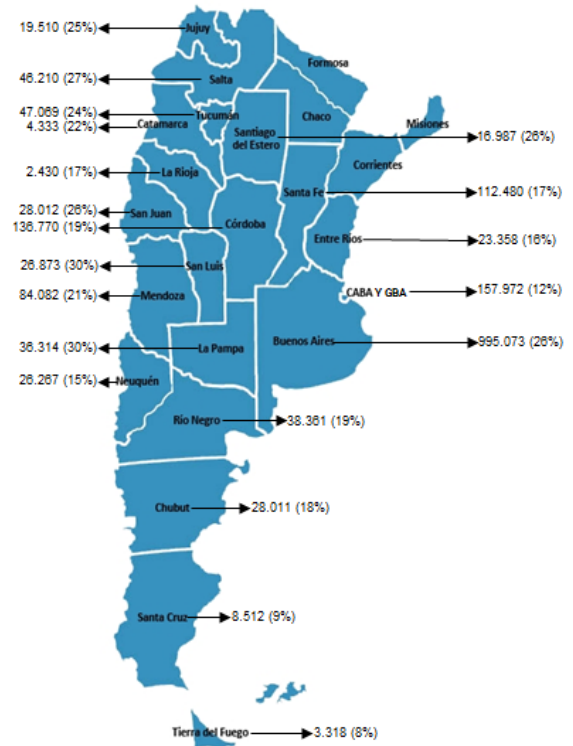 19.510 (25%)
Jujuy
Formosa
46.210 (27%)
Salta
47.069 (24%)
Tucumán
Chaco
Misiones
4.333 (22%)
Catamarca
Santiago
del Estero
16.987 (26%)
Corrientes
2.430 (17%)
La Rioja
Santa Fe
112.480 (17%)
28.012 (26%)
San Juan
136.770 (19%)
Córdoba
Entre Ríos
23.358 (16%)
26.873 (30%)
San Luis
84.082 (21%)
Mendoza
CABA Y GBA
157.972 (12%)
36.314 (30%)
La Pampa
Buenos Aires
995.073 (26%)
26.267 (15%)
Neuquén
Río Negro
38.361 (19%)
Chubut
28.011 (18%)
Santa Cruz
8.512 (9%)
Tierra del Fuego
3.318 (8%)